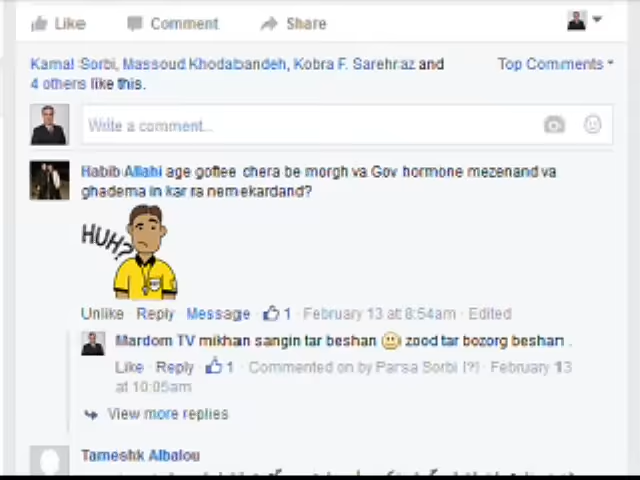 Like Comment Share
Kamal Sorbi, Massoud Khodabandeh, Kobra F. Sarehraz and Top Comments
4 others like this.
Write a comment...
Habib Allahi age goftee chera be morgh va Gov hormone mezenand va
ghadema in kar ra nemekardand?
HUH?
Unlike Reply Message 1 · February 13 at 8:54am · Edited
Mardom TV mikhan sangin tar beshan zood tar bozorg beshan .
Like · Reply · 1 · Commented on by Parsa Sorbi [?] · February 13
at 10:05am
View more replies
Tameshk Albalou